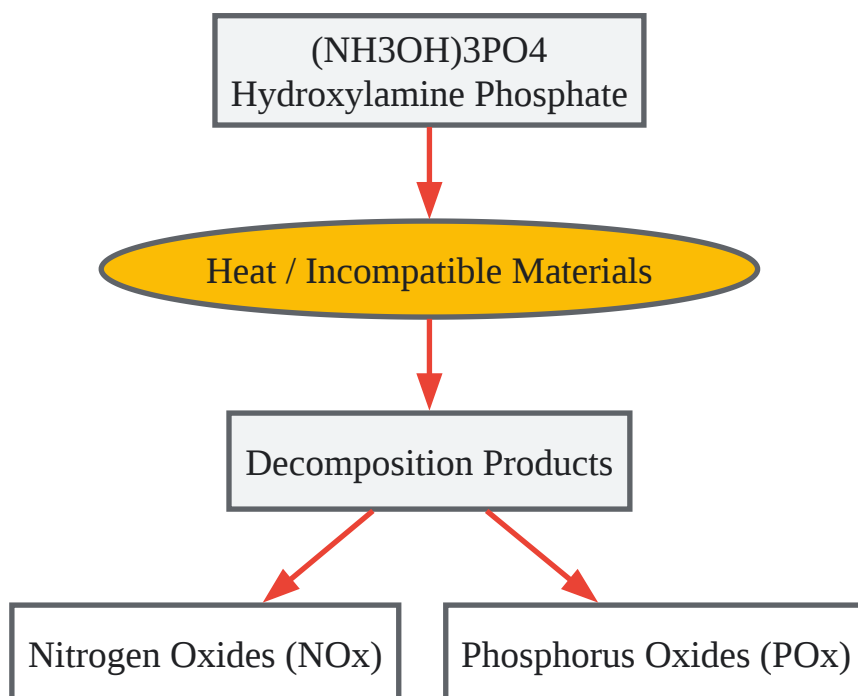 (NH3OH)3PO4
Hydroxylamine Phosphate
Heat / Incompatible Materials
Decomposition Products
Nitrogen Oxides (NOx)
Phosphorus Oxides (POx)